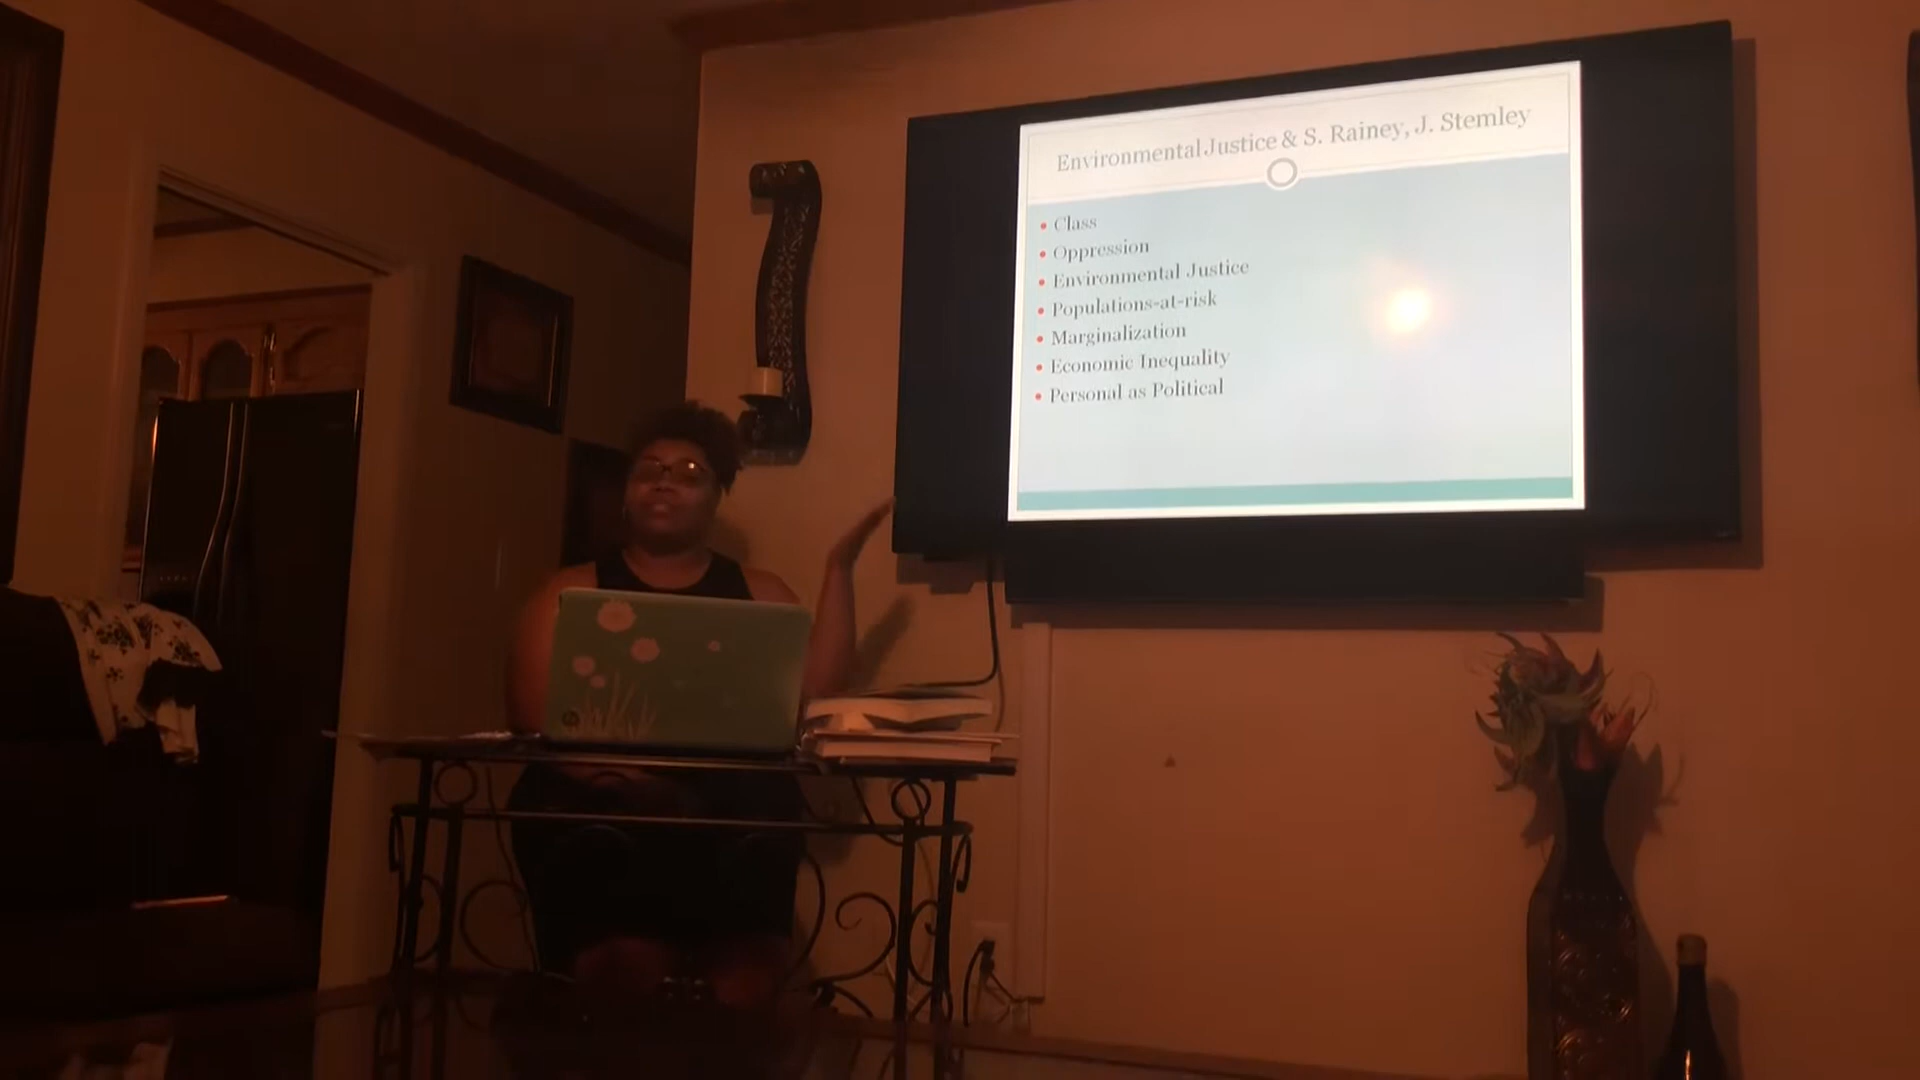 Environmental Justice & S. Rainey, J. Stemley
Class
Oppression
Environmental Justice
Populations-at-risk
Marginalization
Economic Inequality
Personal as Political